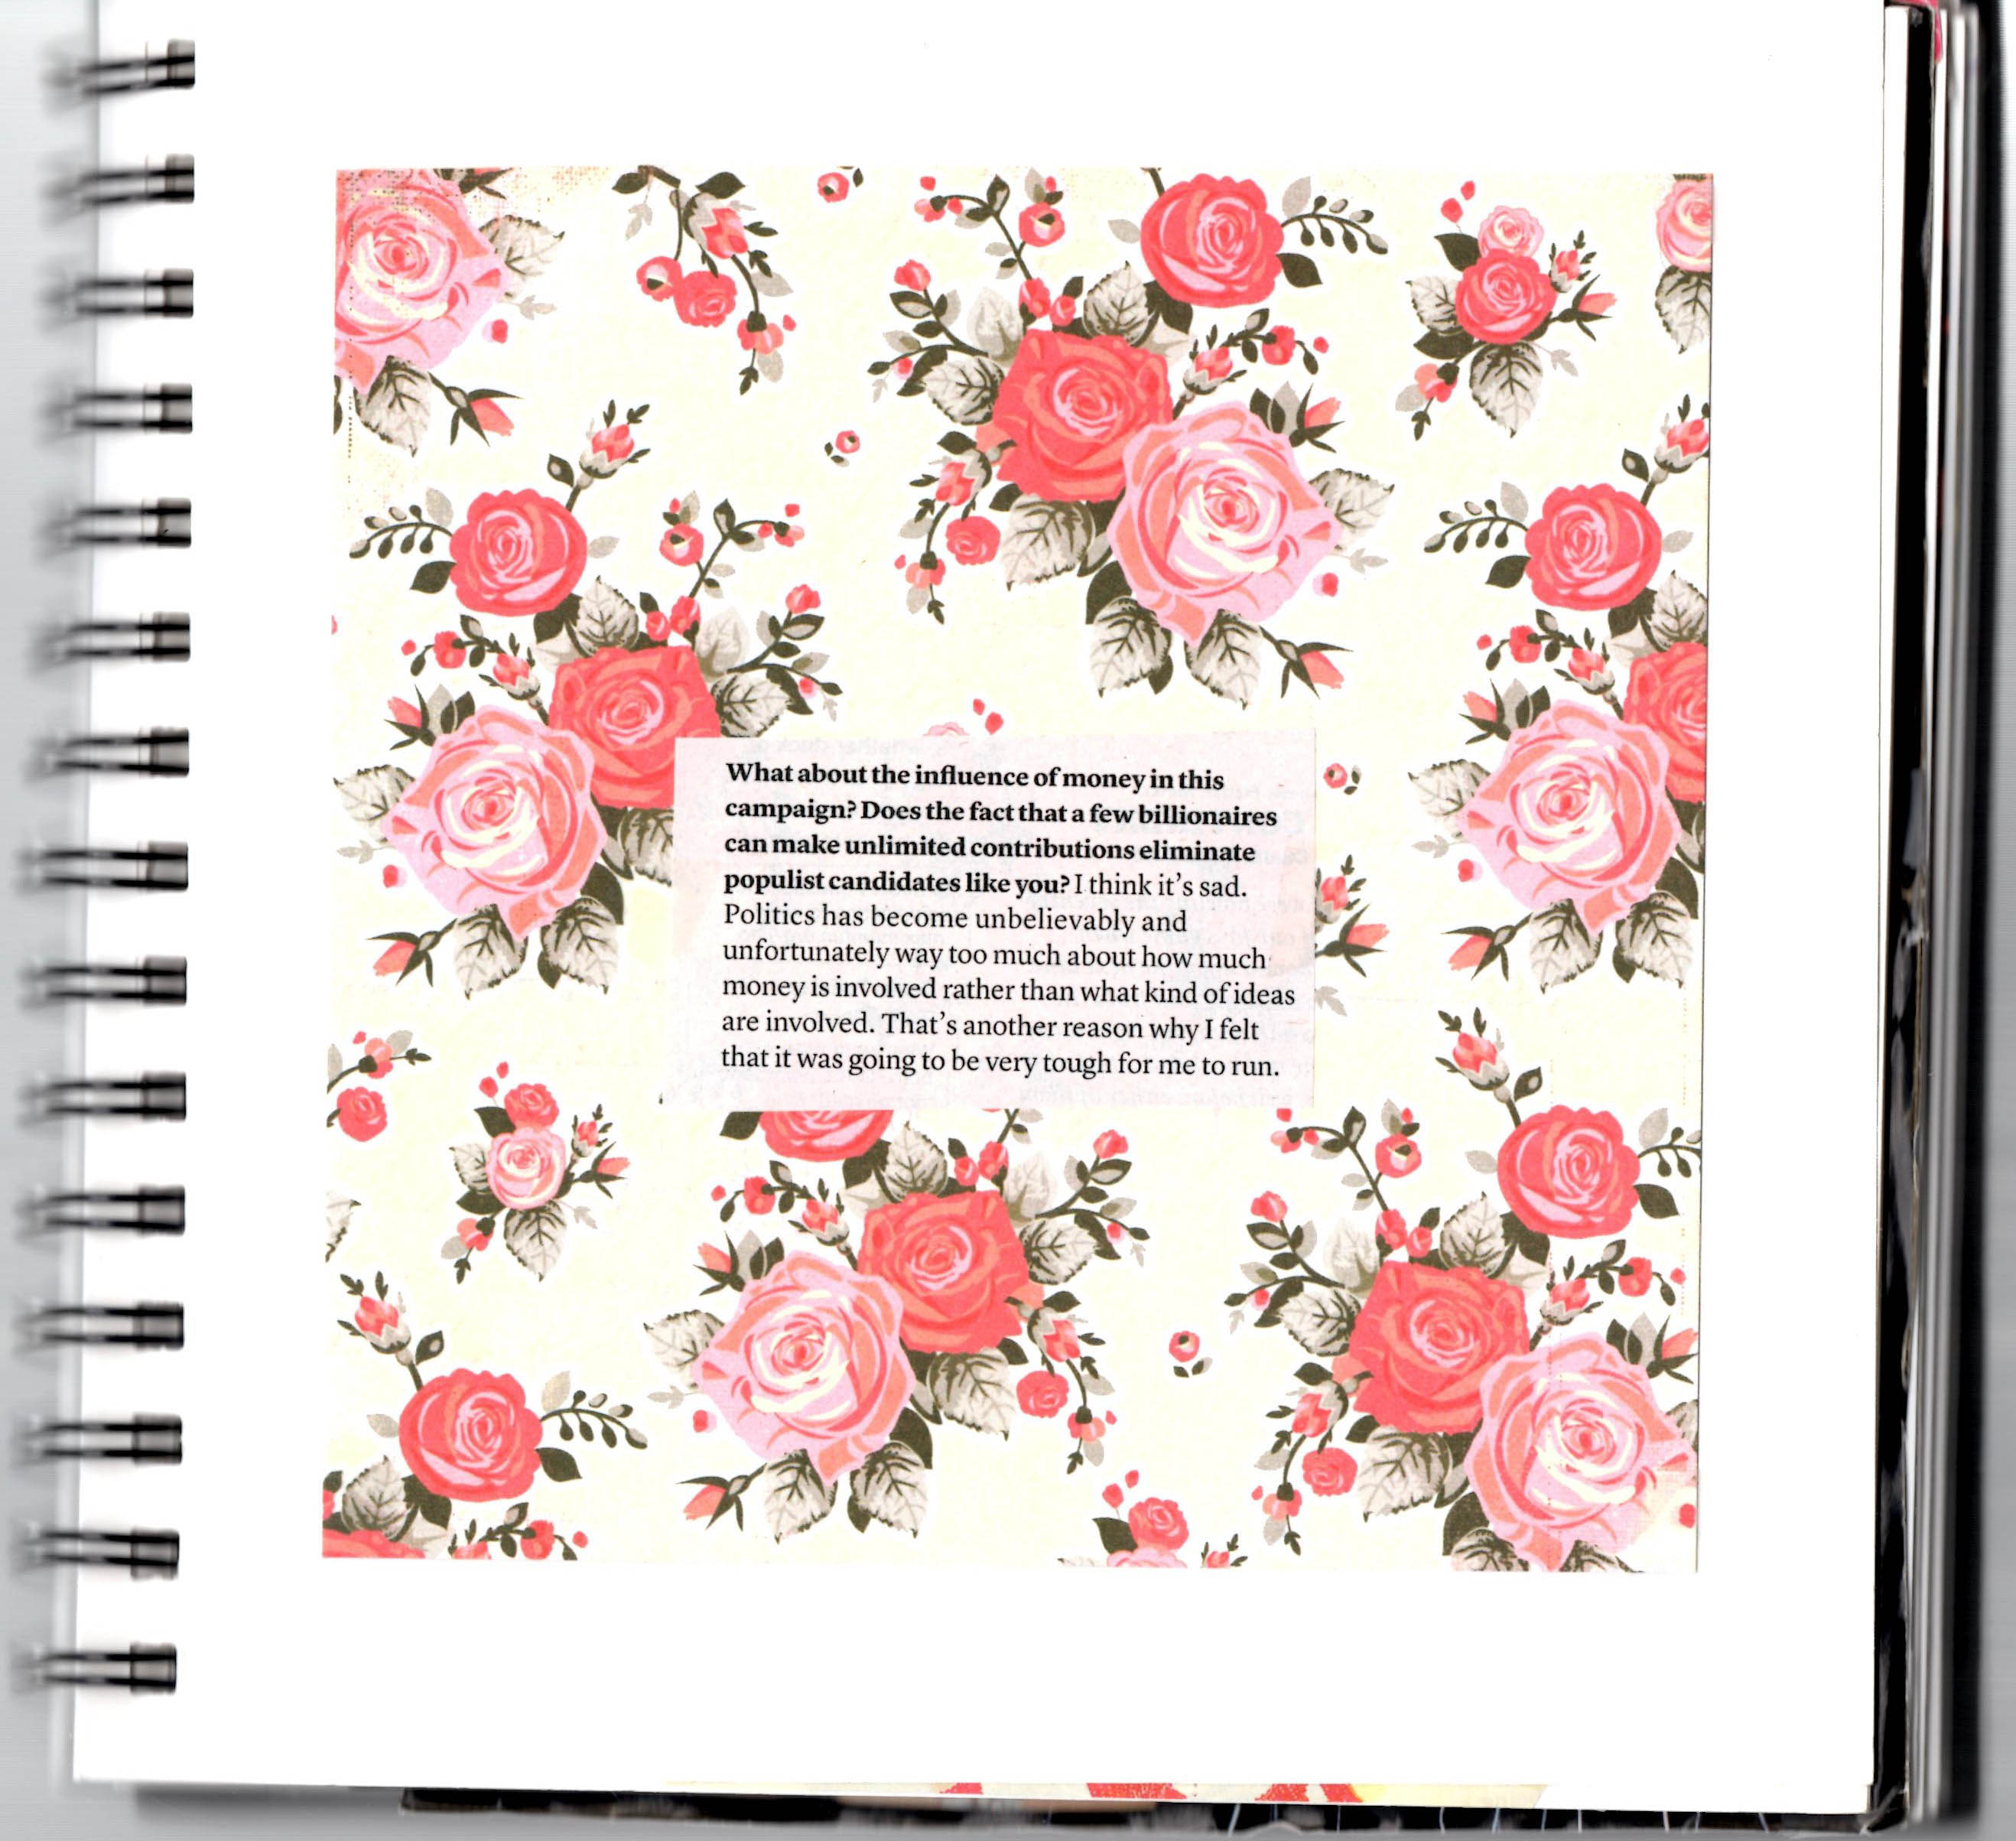 What about the influence of money in this
campaign? Does the fact that a few billionaires
can make unlimited contributions eliminate
populist candidates like you? I think it's sad.
Politics has become unbelievably and
unfortunately way too much about how much
money is involved rather than what kind of ideas
are involved. That's another reason why I felt
that it was going to be very tough for me to run.